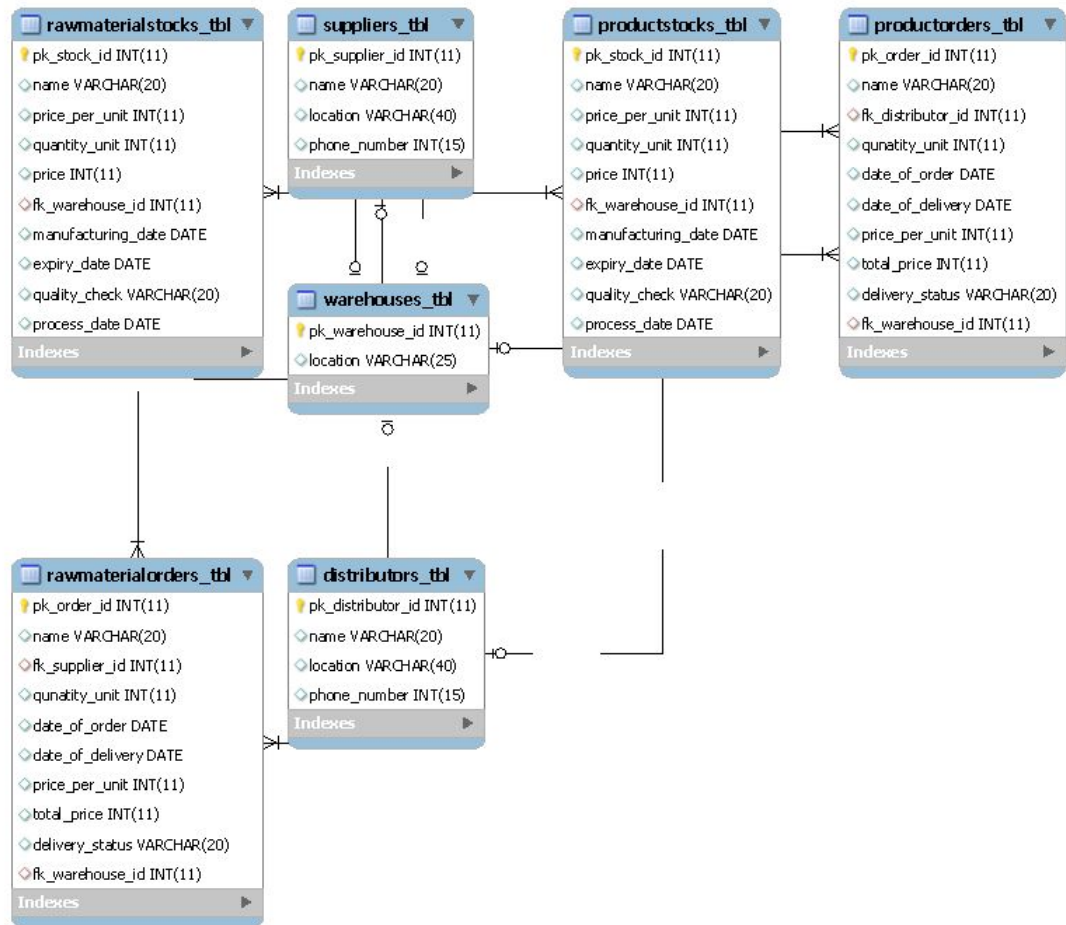 rawmaterialstocks_tbl
pk_stock_id INT(11)
name VARCHAR(20)
price_per_unit INT(11)
quantity_unit INT(11)
price INT(11)
fk_warehouse_id INT(11)
manufacturing_date DATE
expiry_date DATE
quality_check VARCHAR(20)
process_date DATE
Indexes
suppliers_tbl
pk_supplier_id INT(11)
name VARCHAR(20)
location VARCHAR(40)
phone_number INT(15)
Indexes
warehouses_tbl
pk_warehouse_id INT(11)
location VARCHAR(25)
Indexes
productstocks_tbl
pk_stock_id INT(11)
name VARCHAR(20)
price_per_unit INT(11)
quantity_unit INT(11)
price INT(11)
fk_warehouse_id INT(11)
manufacturing_date DATE
expiry_date DATE
quality_check VARCHAR(20)
process_date DATE
Indexes
productorders_tbl
pk_order_id INT(11)
name VARCHAR(20)
fk_distributor_id INT(11)
qunatity_unit INT(11)
date_of_order DATE
date_of_delivery DATE
price_per_unit INT(11)
total_price INT(11)
delivery_status VARCHAR(20)
fk_warehouse_id INT(11)
Indexes
rawmaterialorders_tbl
pk_order_id INT(11)
name VARCHAR(20)
fk_supplier_id INT(11)
qunatity_unit INT(11)
date_of_order DATE
date_of_delivery DATE
price_per_unit INT(11)
total_price INT(11)
delivery_status VARCHAR(20)
fk_warehouse_id INT(11)
Indexes
distributors_tbl
pk_distributor_id INT(11)
name VARCHAR(20)
location VARCHAR(40)
phone_number INT(15)
Indexes